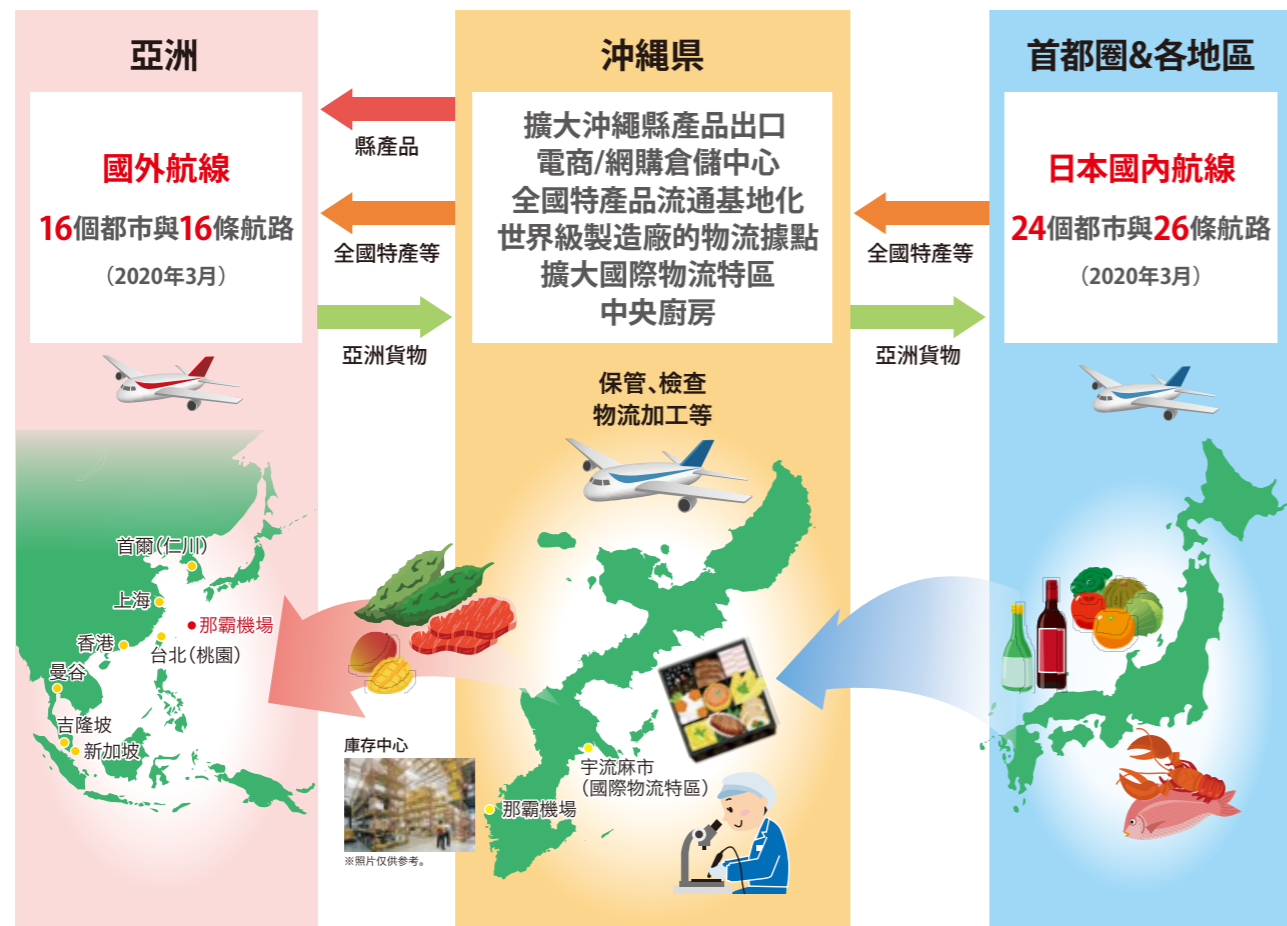 亞洲
國外航線
16個都市與16條航路
（2020年3月）
縣產品
全國特產等
亞洲貨物
沖縄県
擴大沖繩縣產品出口
電商/網購倉儲中心
全國特產品流通基地化
世界級製造廠的物流據點
擴大國際物流特區
中央廚房
保管、檢查
物流加工等
全國特產等
亞洲貨物
首都圈&各地區
日本國內航線
24個都市與26條航路
（2020年3月）
首爾（仁川）
上海
那霸機場
香港
台北（桃園）
曼谷
吉隆坡
新加坡
庫存中心
※照片仅供参考。
宇流麻市
（國際物流特區）
那霸機場